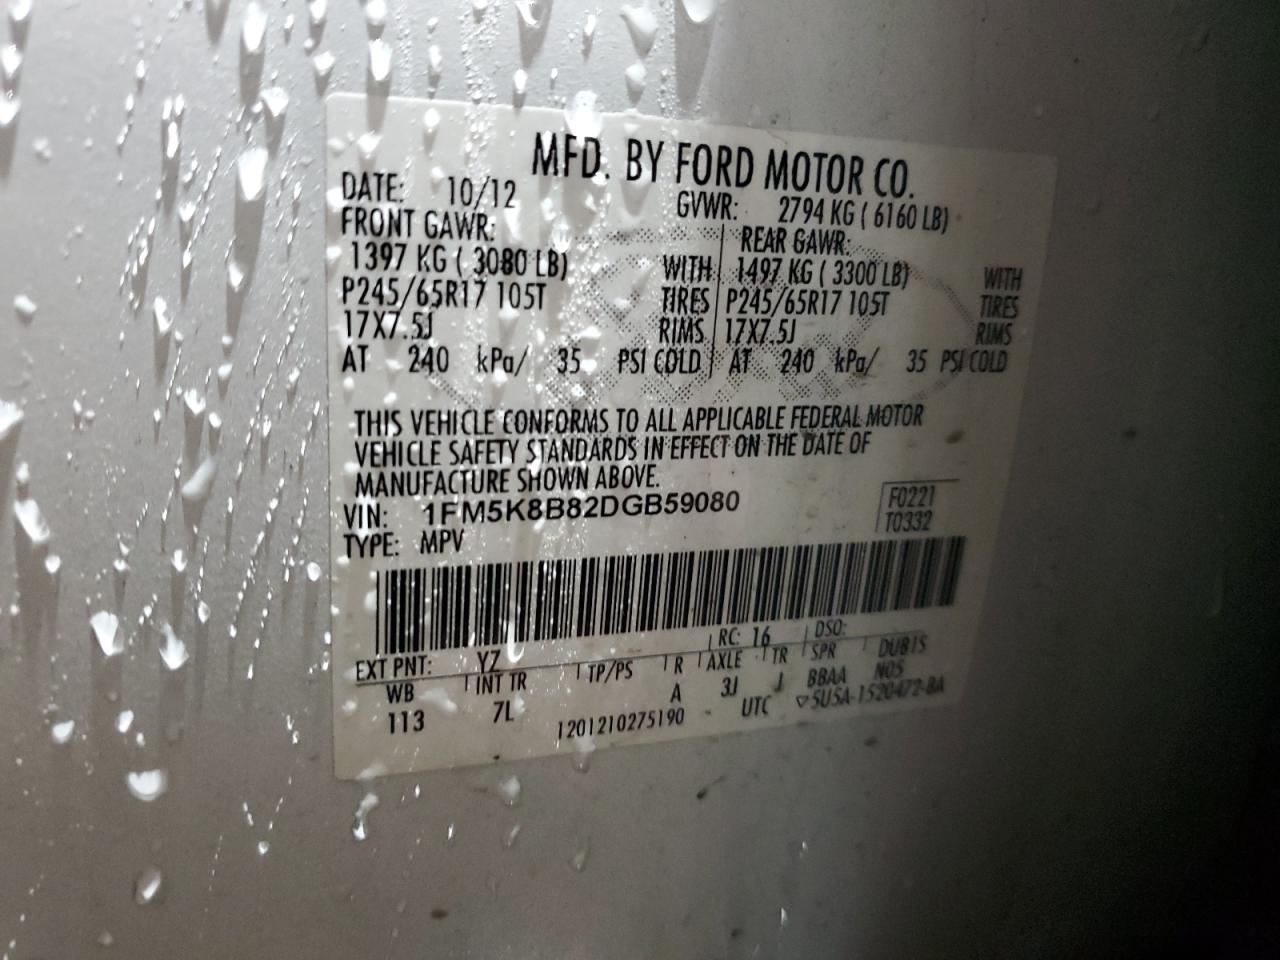 MFD. BY FORD MOTOR CO.
DATE: 10/12 GVWR: 2794 KG ( 6160 LB)
FRONT GAWR: REAR GAWR:
1397 KG ( 3080 LB) WITH 1497 KG ( 3300 LB) WITH
P245/65R17 105T TIRES P245/65R17 105T TIRES
17X7.5J RIMS 17X7.5J RIMS
AT 240 kPa/ 35 PSI COLD AT 240 kPa/ 35 PSI COLD
THIS VEHICLE CONFORMS TO ALL APPLICABLE FEDERAL MOTOR
VEHICLE SAFETY STANDARDS IN EFFECT ON THE DATE OF
MANUFACTURE SHOWN ABOVE.
VIN: 1FM5K8B82DGB59080 F0221
TYPE: MPV T0332
EXT PNT: YZ RC: 16 DSO:
WB INT TR TP/PS R AXLE TR SPR DUBIS
113 7L A 3J J BBAA N05
1201210275190 UTC ▽5U5A-1520472-BA